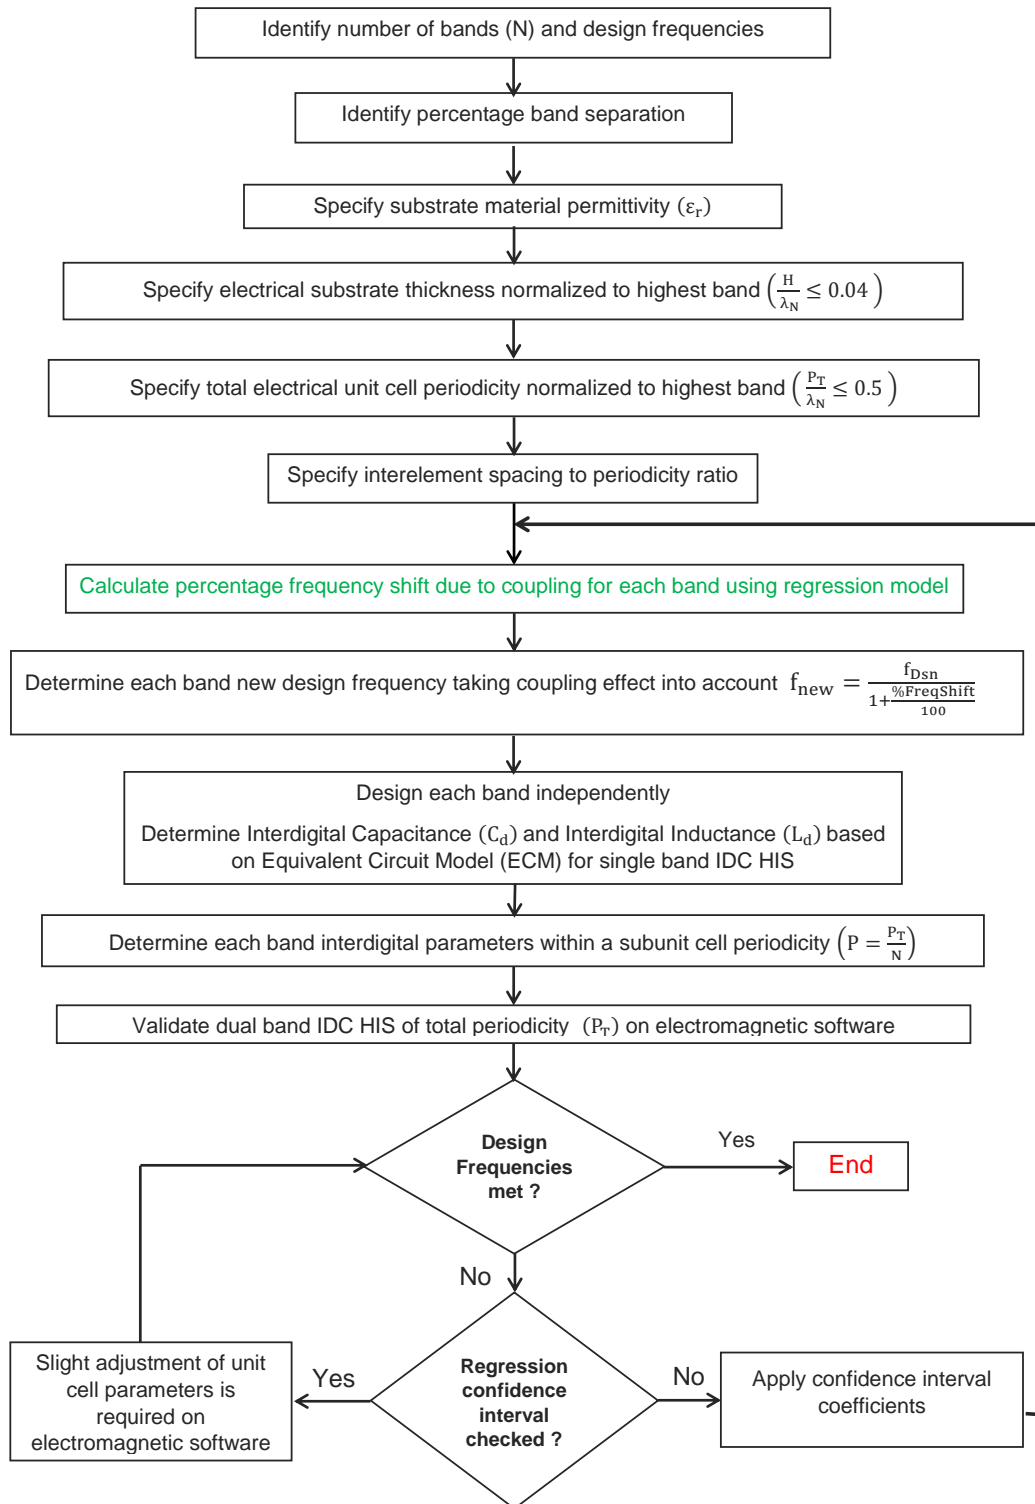 Identify number of bands (N) and design frequencies
Identify percentage band separation
Specify substrate material permittivity (εr)
Specify electrical substrate thickness normalized to highest band (H/λN ≤ 0.04)
Specify total electrical unit cell periodicity normalized to highest band (PT/λN ≤ 0.5)
Specify interelement spacing to periodicity ratio
Calculate percentage frequency shift due to coupling for each band using regression model
Determine each band new design frequency taking coupling effect into account fnew = fDsn/(1+%FreqShift/100)
Design each band independently
Determine Interdigital Capacitance (Cd) and Interdigital Inductance (Ld) based
on Equivalent Circuit Model (ECM) for single band IDC HIS
Determine each band interdigital parameters within a subunit cell periodicity (P = PT/N)
Validate dual band IDC HIS of total periodicity (PT) on electromagnetic software
Design
Frequencies
met ?
Yes
End
No
Regression
confidence
interval
checked ?
Yes
Slight adjustment of unit
cell parameters is
required on
electromagnetic software
No
Apply confidence interval
coefficients